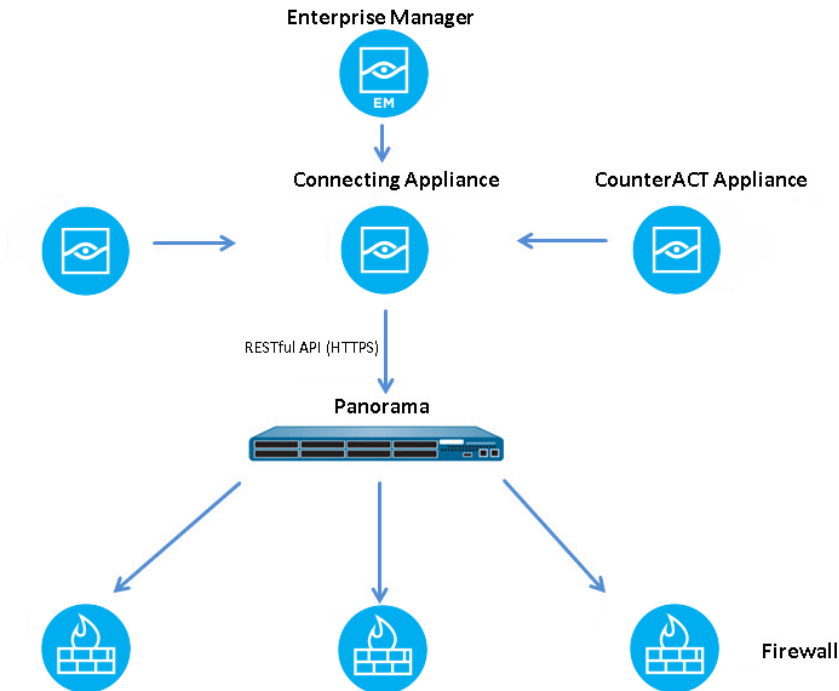 Enterprise Manager
EM
Connecting Appliance
CounterACT Appliance
RESTful API (HTTPS)
Panorama
Firewall